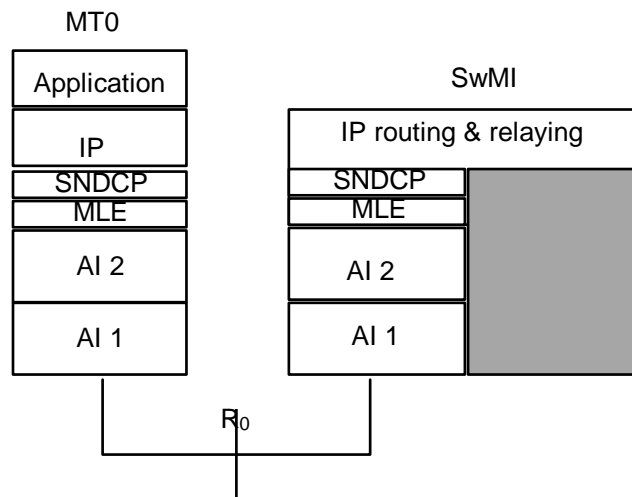 MT0
SwMI
Application
IP routing & relaying
IP
SNDCP
SNDCP
MLE
MLE
AI 2
AI 2
AI 1
AI 1
R₀